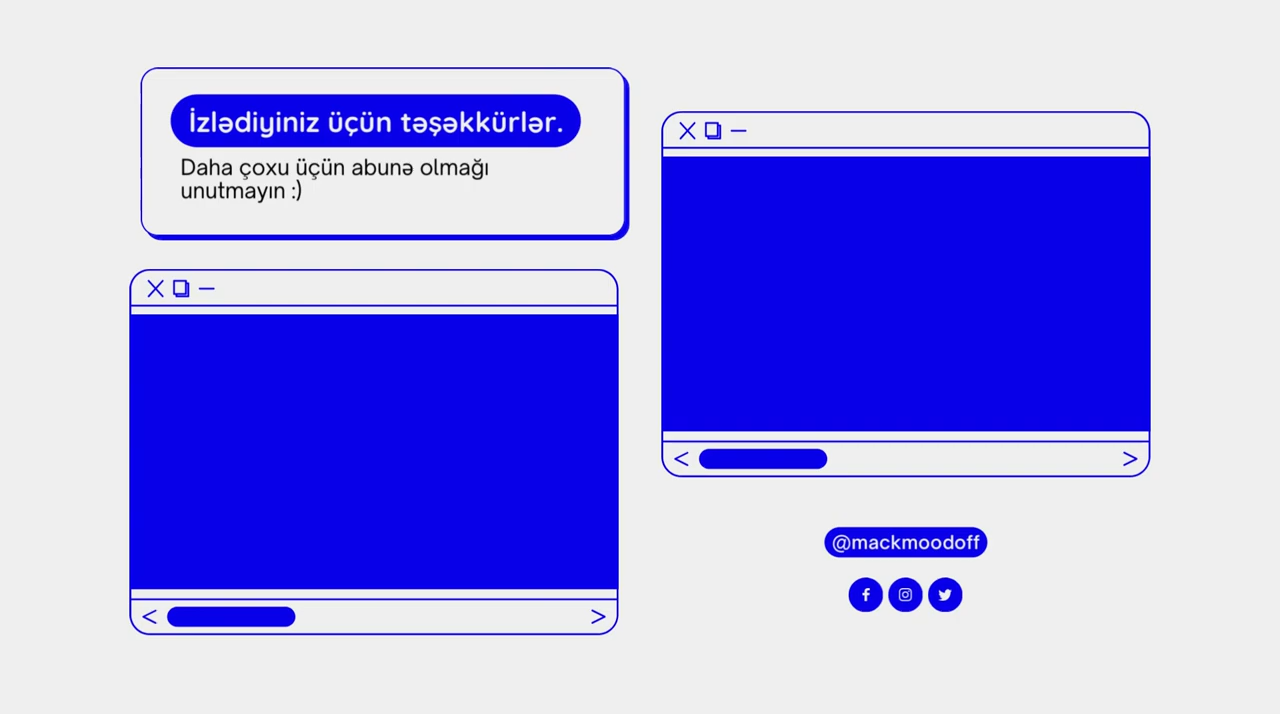 İzlədiyiniz üçün təşəkkürlər.
Daha çoxu üçün abunə olmağı
unutmayın :)
@mackmoodoff